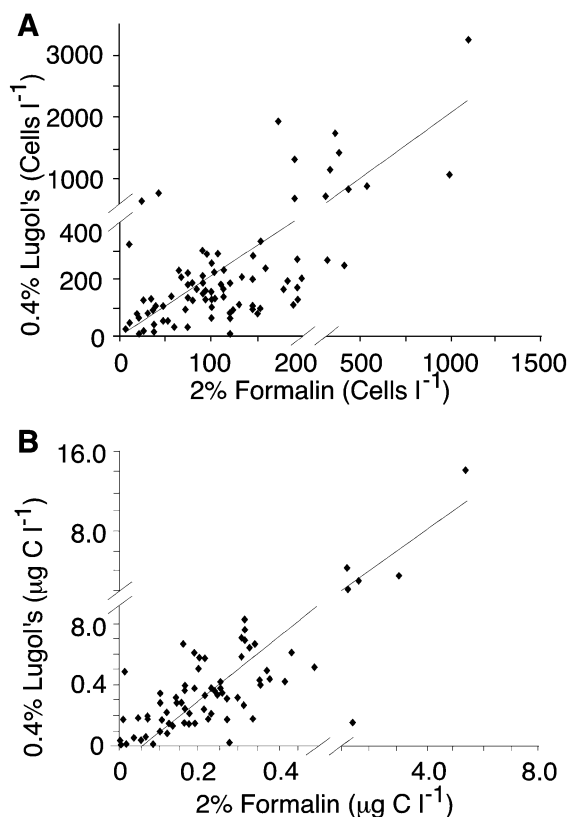 A
3000
2000
1000
400
200
0
0.4% Lugol's (Cells l⁻¹)
0 100 200 500 1000 1500
2% Formalin (Cells l⁻¹)
B
16.0
8.0
8.0
0.4
0
0.4% Lugol's (µg C l⁻¹)
0 0.2 0.4 4.0 8.0
2% Formalin (µg C l⁻¹)